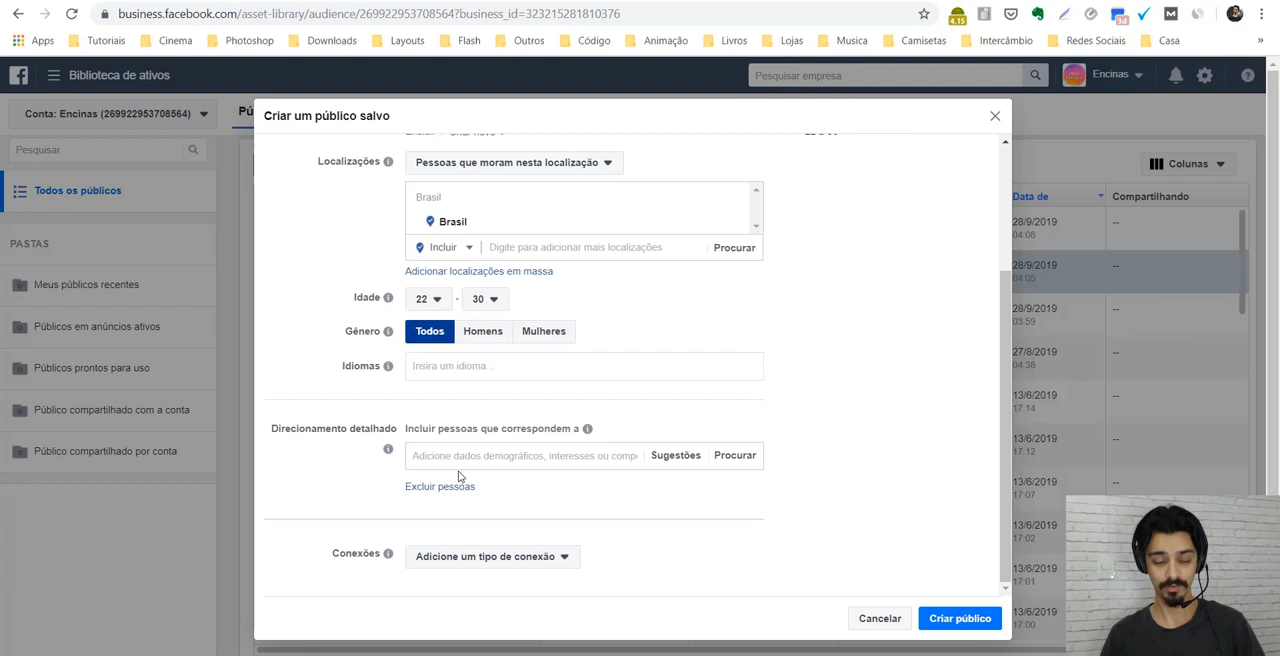 business.facebook.com/asset-library/audience/269922953708564?business_id=323215281810376
4,15
3d
M
Apps Tutoriais Cinema Photoshop Downloads Layouts Flash Outros Código Animação Livros Lojas Musica Camisetas Intercâmbio Redes Sociais Casa »
Biblioteca de ativos
Pesquisar empresa
Encinas
Conta: Encinas (269922953708564)
Pú
Criar um público salvo
Pesquisar
Todos os públicos
PASTAS
Meus públicos recentes
Públicos em anúncios ativos
Públicos prontos para uso
Público compartilhado com a conta
Público compartilhado por conta
Localizações
Pessoas que moram nesta localização
Brasil
Brasil
Incluir
Digite para adicionar mais localizações
Procurar
Adicionar localizações em massa
Idade
22 - 30
Gênero
Todos Homens Mulheres
Idiomas
Insira um idioma...
Direcionamento detalhado
Incluir pessoas que correspondem a
Adicione dados demográficos, interesses ou comp
Sugestões
Procurar
Excluir pessoas
Conexões
Adicione um tipo de conexão
Cancelar
Criar público
Colunas
Data de
Compartilhando
28/9/2019
04:08
--
28/9/2019
04:05
--
28/9/2019
03:59
--
27/8/2019
04:38
--
13/6/2019
17:14
--
13/6/2019
17:12
--
13/6/2019
17:07
--
13/6/2019
17:02
13/6/2019
17:01
13/6/2019
17:00